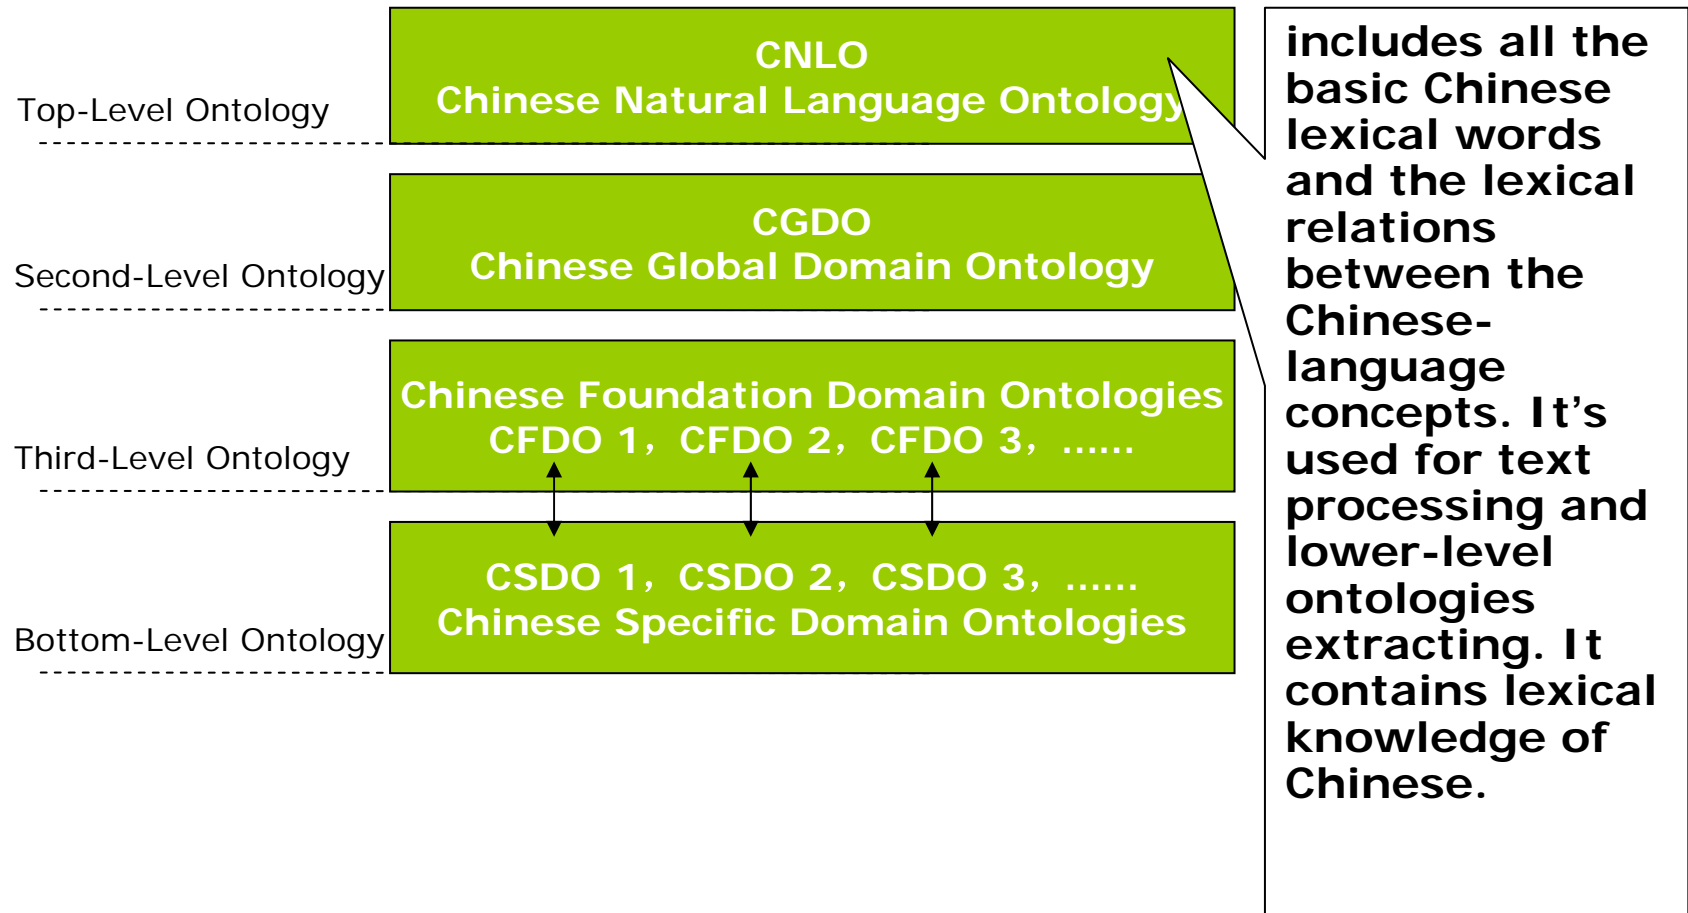 CNLO
Chinese Natural Language Ontology
Top-Level Ontology
CGDO
Chinese Global Domain Ontology
Second-Level Ontology
Chinese Foundation Domain Ontologies
CFDO 1, CFDO 2, CFDO 3, ......
Third-Level Ontology
CSDO 1, CSDO 2, CSDO 3, ......
Chinese Specific Domain Ontologies
Bottom-Level Ontology
includes all the
basic Chinese
lexical words
and the lexical
relations
between the
Chinese-
language
concepts. It’s
used for text
processing and
lower-level
ontologies
extracting. It
contains lexical
knowledge of
Chinese.